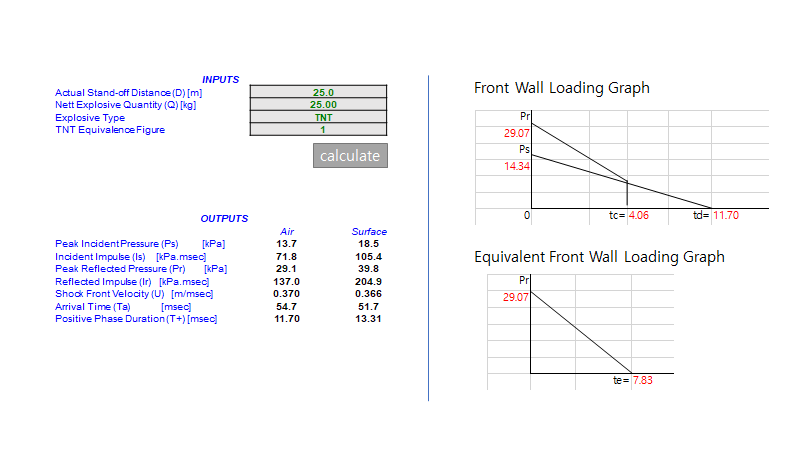 INPUTS
Actual Stand-off Distance (D) [m] 25.0
Nett Explosive Quantity (Q) [kg] 25.00
Explosive Type TNT
TNT Equivalence Figure 1
calculate
OUTPUTS
Air Surface
Peak Incident Pressure (Ps) [kPa] 13.7 18.5
Incident Impulse (Is) [kPa.msec] 71.8 105.4
Peak Reflected Pressure (Pr) [kPa] 29.1 39.8
Reflected Impulse (Ir) [kPa.msec] 137.0 204.9
Shock Front Velocity (U) [m/msec] 0.370 0.366
Arrival Time (Ta) [msec] 54.7 51.7
Positive Phase Duration (T+) [msec] 11.70 13.31
Front Wall Loading Graph
Pr
29.07
Ps
14.34
0 tc= 4.06 td= 11.70
Equivalent Front Wall Loading Graph
Pr
29.07
te= 7.83